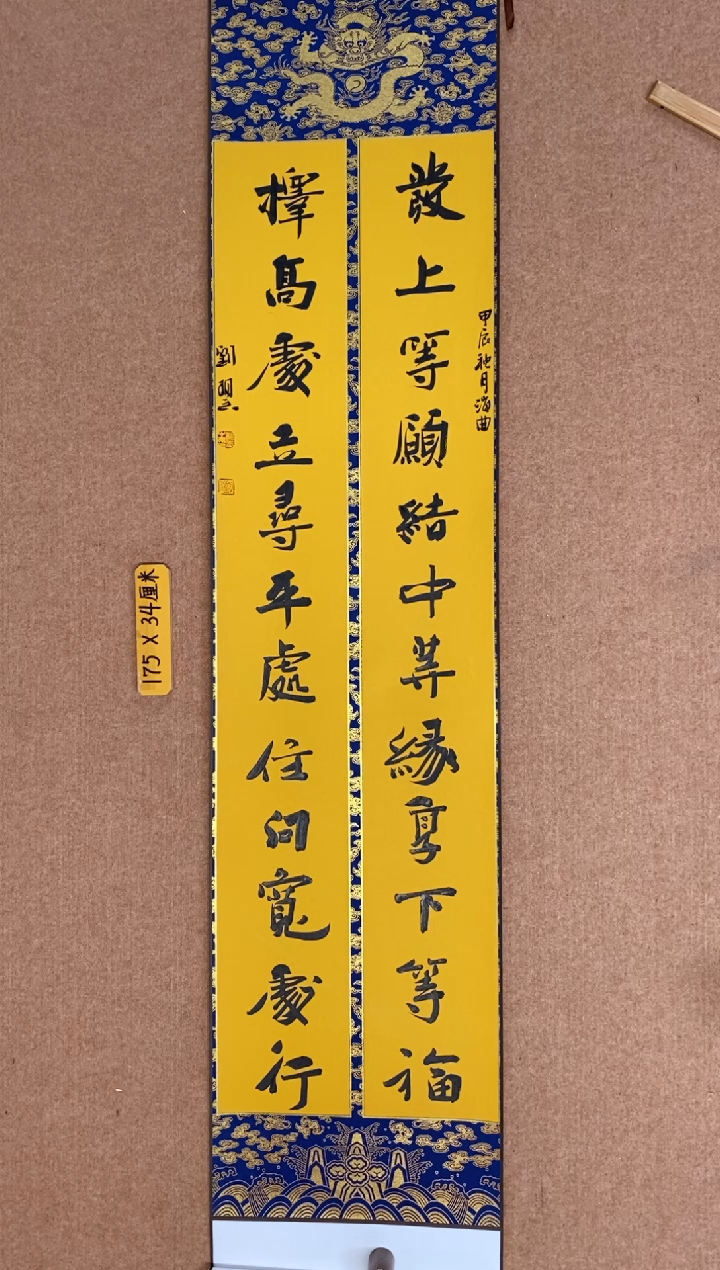 發上等願結中等緣享下等福
甲辰秋月海曲
擇高處立尋平處住向寬處行
175 X 34厘米